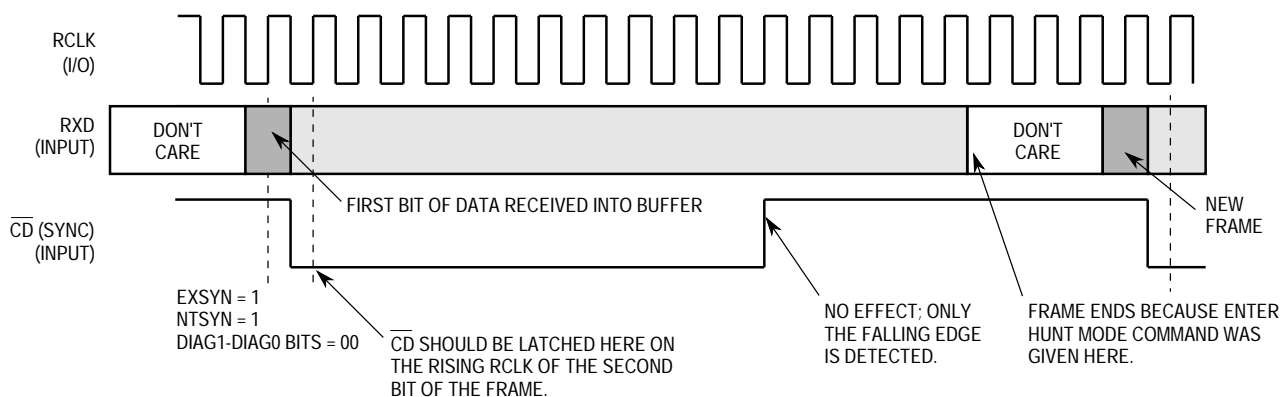 RCLK
(I/O)
RXD
(INPUT)
DON'T
CARE
DON'T
CARE
FIRST BIT OF DATA RECEIVED INTO BUFFER
NEW
FRAME
CD (SYNC)
(INPUT)
EXSYN = 1
NTSYN = 1
DIAG1-DIAG0 BITS = 00
CD SHOULD BE LATCHED HERE ON
THE RISING RCLK OF THE SECOND
BIT OF THE FRAME.
NO EFFECT; ONLY
THE FALLING EDGE
IS DETECTED.
FRAME ENDS BECAUSE ENTER
HUNT MODE COMMAND WAS
GIVEN HERE.